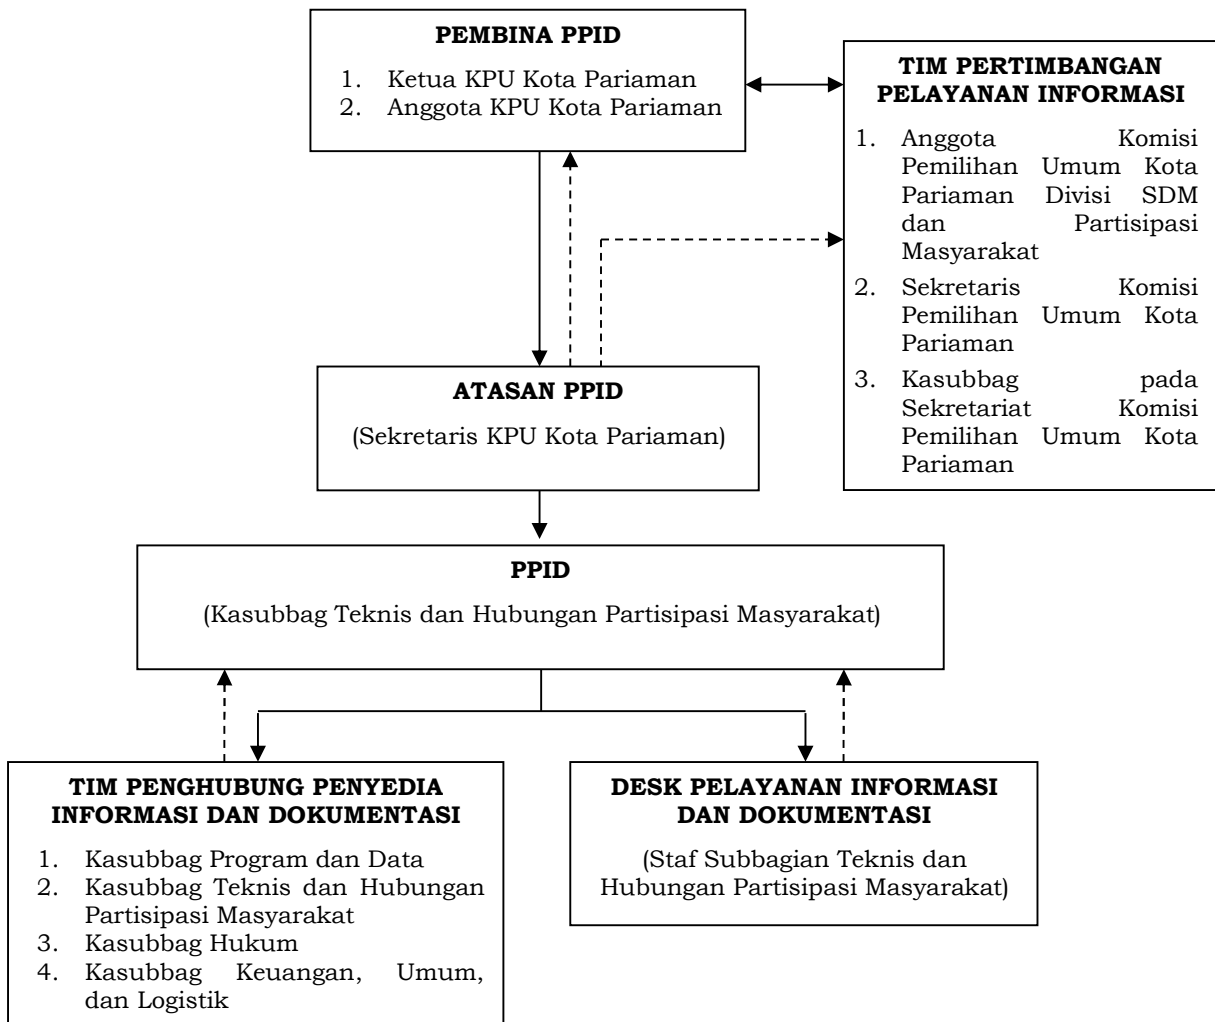 PEMBINA PPID
1. Ketua KPU Kota Pariaman
2. Anggota KPU Kota Pariaman
TIM PERTIMBANGAN
PELAYANAN INFORMASI
1. Anggota Komisi
Pemilihan Umum Kota
Pariaman Divisi SDM
dan Partisipasi
Masyarakat
2. Sekretaris Komisi
Pemilihan Umum Kota
Pariaman
3. Kasubbag pada
Sekretariat Komisi
Pemilihan Umum Kota
Pariaman
ATASAN PPID
(Sekretaris KPU Kota Pariaman)
PPID
(Kasubbag Teknis dan Hubungan Partisipasi Masyarakat)
TIM PENGHUBUNG PENYEDIA
INFORMASI DAN DOKUMENTASI
1. Kasubbag Program dan Data
2. Kasubbag Teknis dan Hubungan
Partisipasi Masyarakat
3. Kasubbag Hukum
4. Kasubbag Keuangan, Umum,
dan Logistik
DESK PELAYANAN INFORMASI
DAN DOKUMENTASI
(Staf Subbagian Teknis dan
Hubungan Partisipasi Masyarakat)